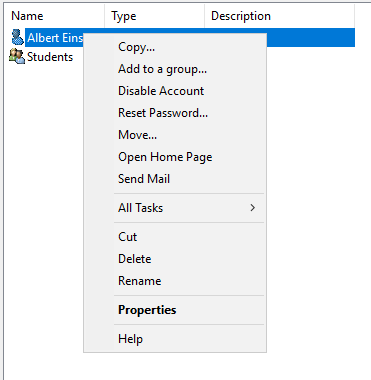 Name Type Description
Albert Eins
Students
Copy...
Add to a group...
Disable Account
Reset Password...
Move...
Open Home Page
Send Mail
All Tasks
Cut
Delete
Rename
Properties
Help